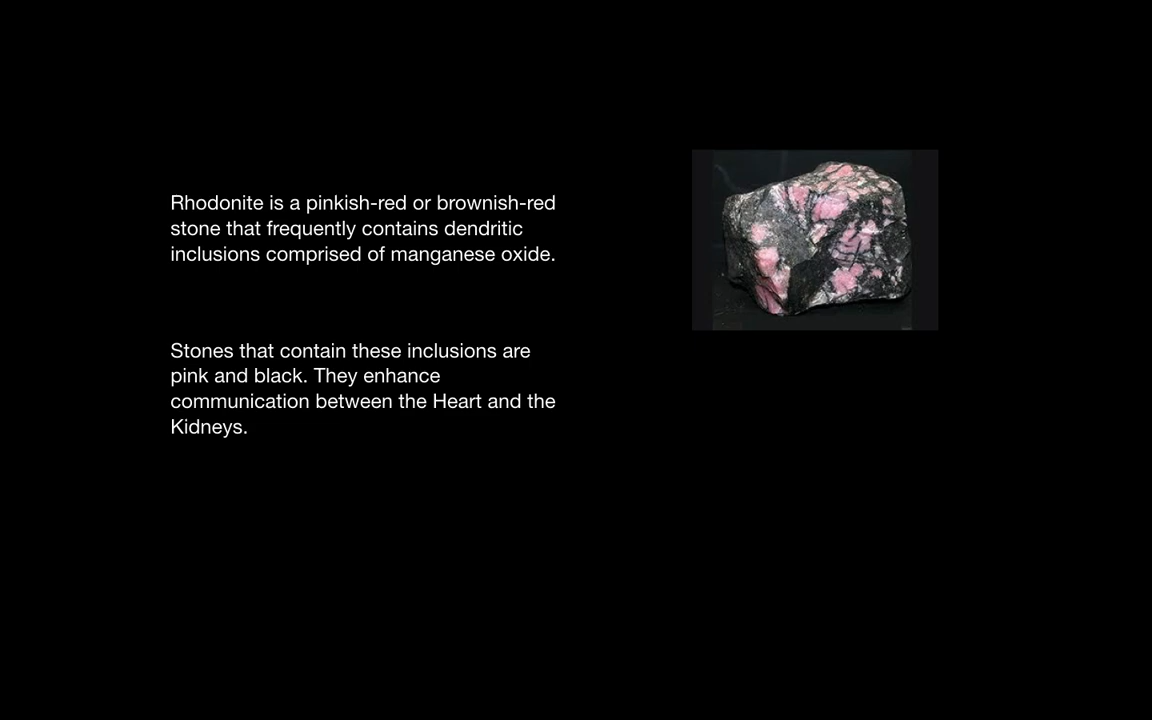 Rhodonite is a pinkish-red or brownish-red
stone that frequently contains dendritic
inclusions comprised of manganese oxide.
Stones that contain these inclusions are
pink and black. They enhance
communication between the Heart and the
Kidneys.